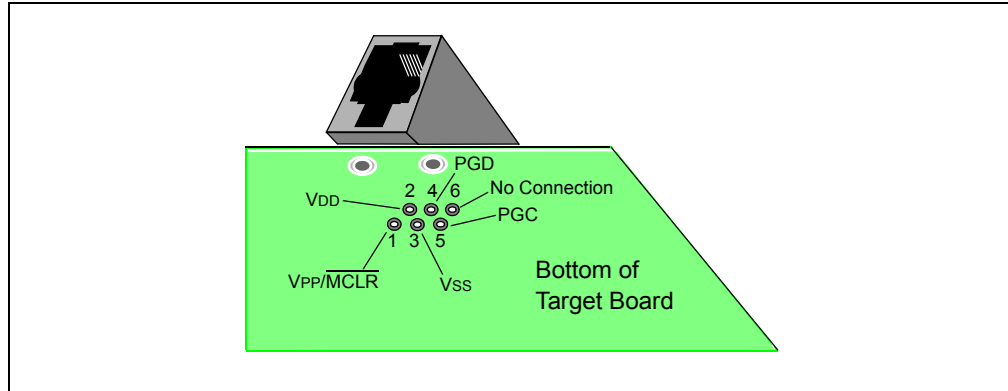 PGD
2 4 6
No Connection
VDD
PGC
1 3 5
VPP/MCLR
VSS
Bottom of
Target Board